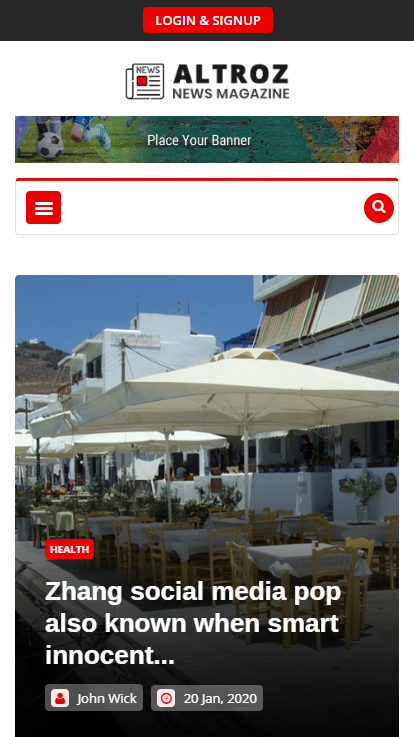 LOGIN & SIGNUP
NEWS
ALTROZ
NEWS MAGAZINE
Place Your Banner
HEALTH
Zhang social media pop
also known when smart
innocent...
John Wick
20 Jan, 2020